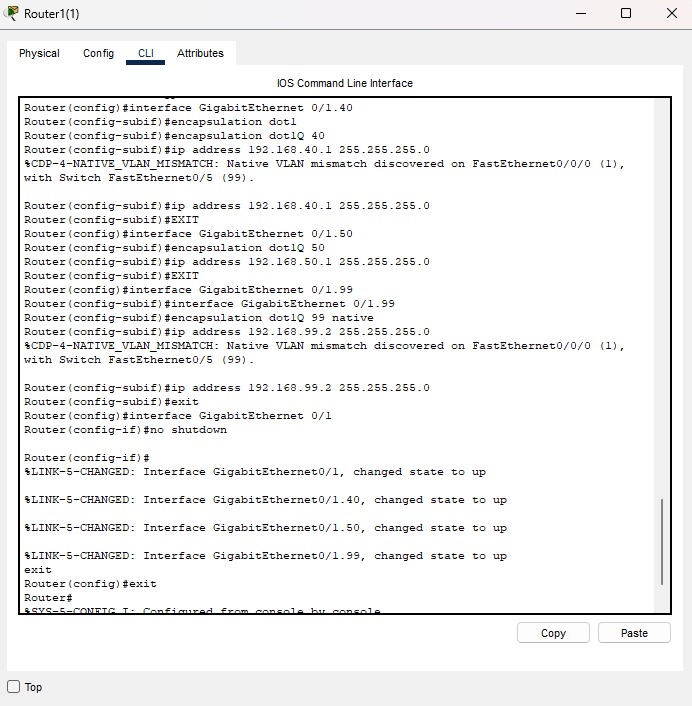 Router1(1)
Physical Config CLI Attributes
IOS Command Line Interface
Router(config)#interface GigabitEthernet 0/1.40
Router(config-subif)#encapsulation dot1
Router(config-subif)#encapsulation dot1Q 40
Router(config-subif)#ip address 192.168.40.1 255.255.255.0
%CDP-4-NATIVE_VLAN_MISMATCH: Native VLAN mismatch discovered on FastEthernet0/0/0 (1),
with Switch FastEthernet0/5 (99).
Router(config-subif)#ip address 192.168.40.1 255.255.255.0
Router(config-subif)#EXIT
Router(config)#interface GigabitEthernet 0/1.50
Router(config-subif)#encapsulation dot1Q 50
Router(config-subif)#ip address 192.168.50.1 255.255.255.0
Router(config-subif)#EXIT
Router(config)#interface GigabitEthernet 0/1.99
Router(config-subif)#interface GigabitEthernet 0/1.99
Router(config-subif)#encapsulation dot1Q 99 native
Router(config-subif)#ip address 192.168.99.2 255.255.255.0
%CDP-4-NATIVE_VLAN_MISMATCH: Native VLAN mismatch discovered on FastEthernet0/0/0 (1),
with Switch FastEthernet0/5 (99).
Router(config-subif)#ip address 192.168.99.2 255.255.255.0
Router(config-subif)#exit
Router(config)#interface GigabitEthernet 0/1
Router(config-if)#no shutdown
Router(config-if)#
%LINK-5-CHANGED: Interface GigabitEthernet0/1, changed state to up
%LINK-5-CHANGED: Interface GigabitEthernet0/1.40, changed state to up
%LINK-5-CHANGED: Interface GigabitEthernet0/1.50, changed state to up
%LINK-5-CHANGED: Interface GigabitEthernet0/1.99, changed state to up
exit
Router(config)#exit
Router#
%SYS-5-CONFIG_I: Configured from console by console
Copy Paste
Top